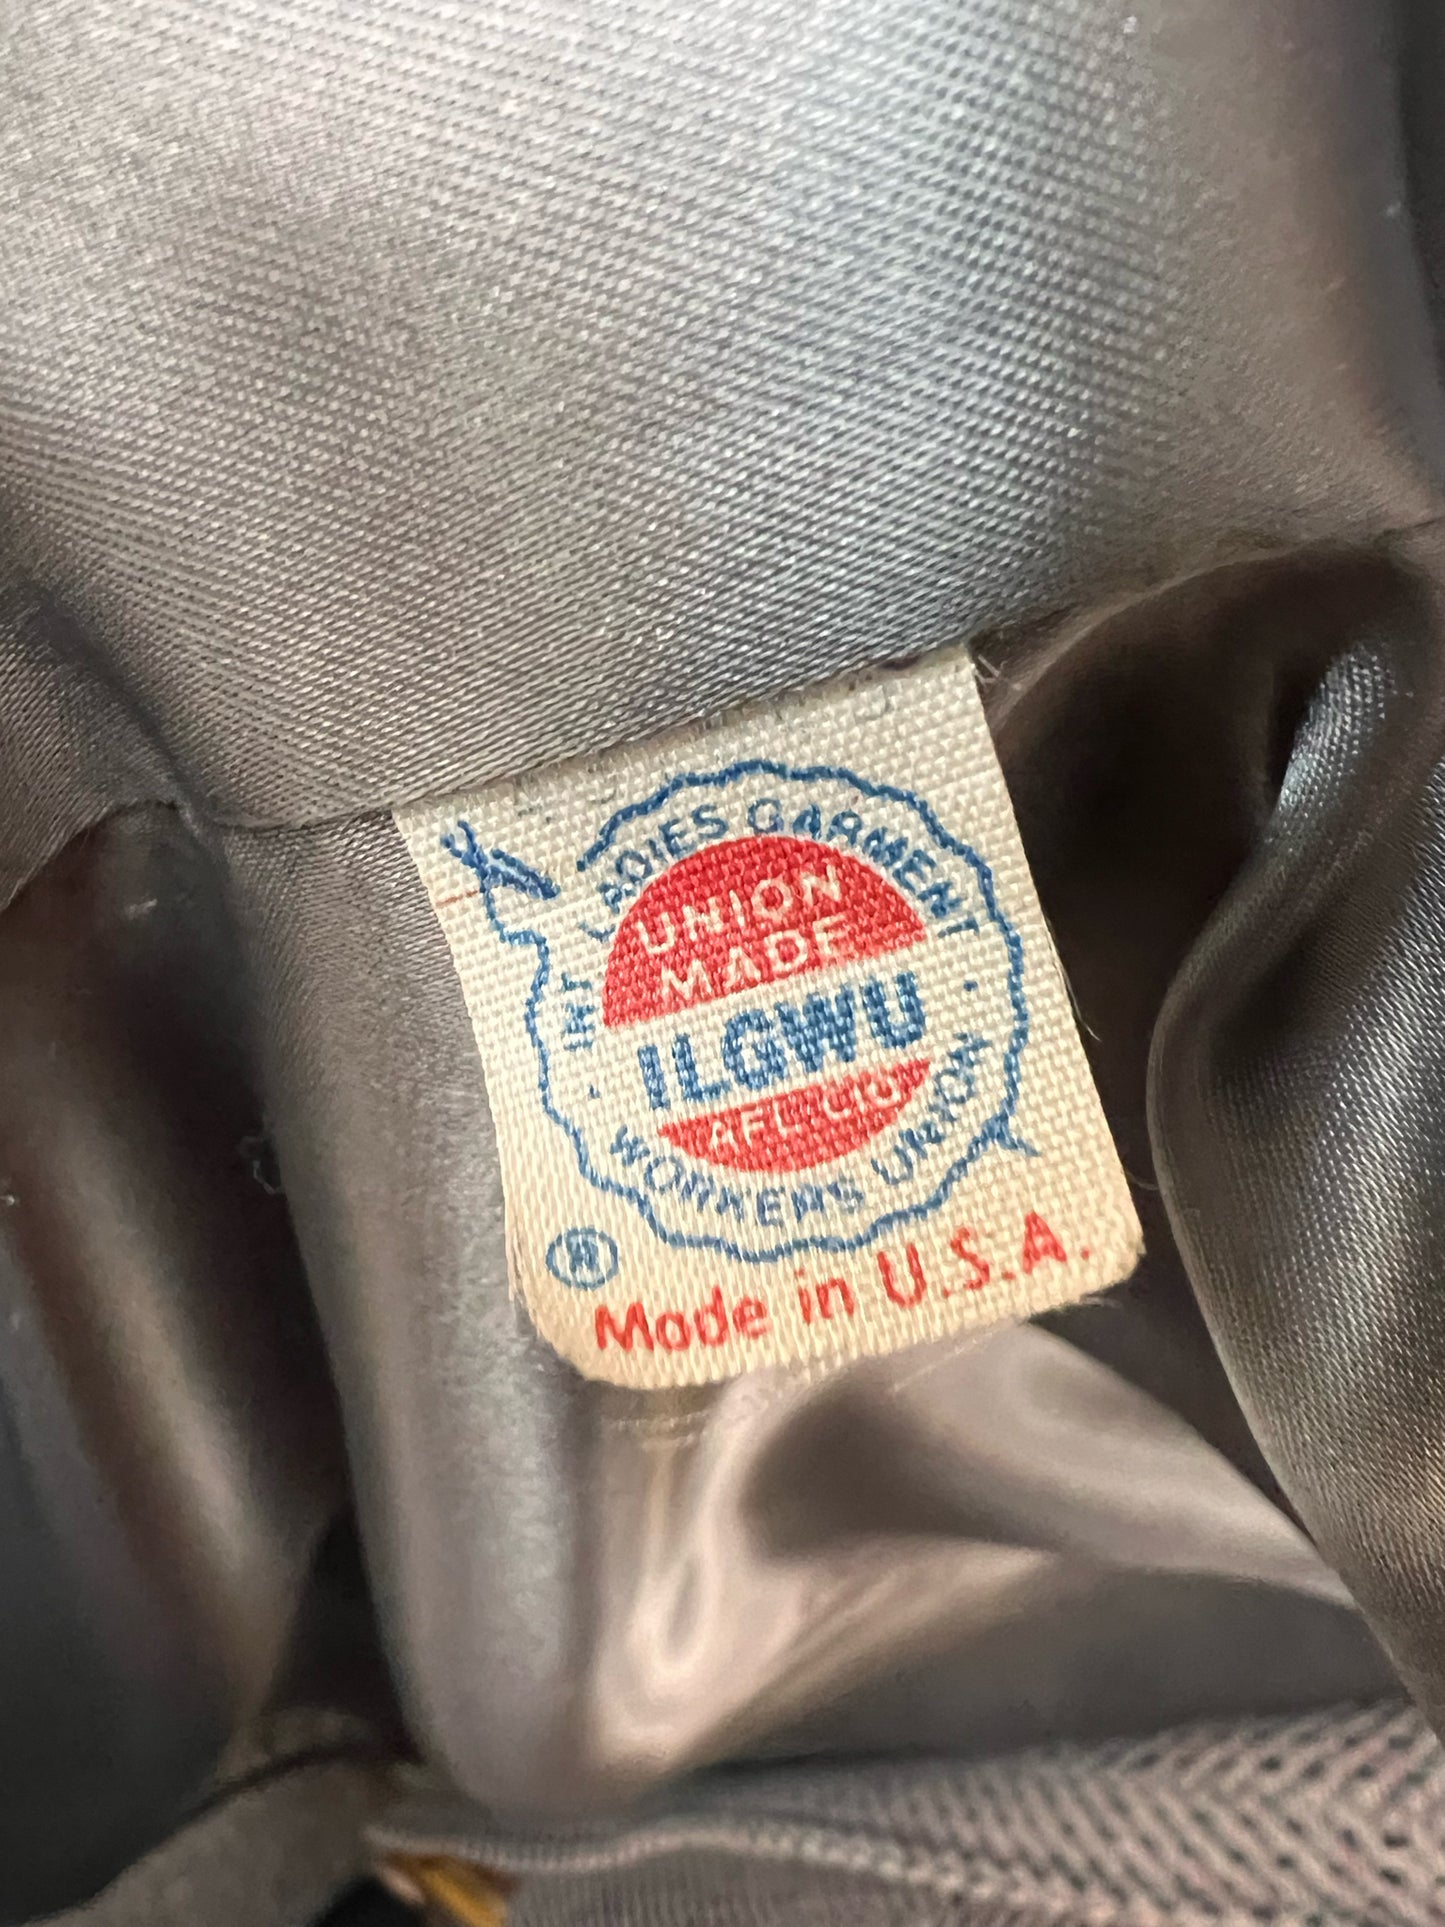 INT LADIES GARMENT
UNION
MADE
ILGWU
AFL-CIO
WORKERS UNION
®
Made in U.S.A.